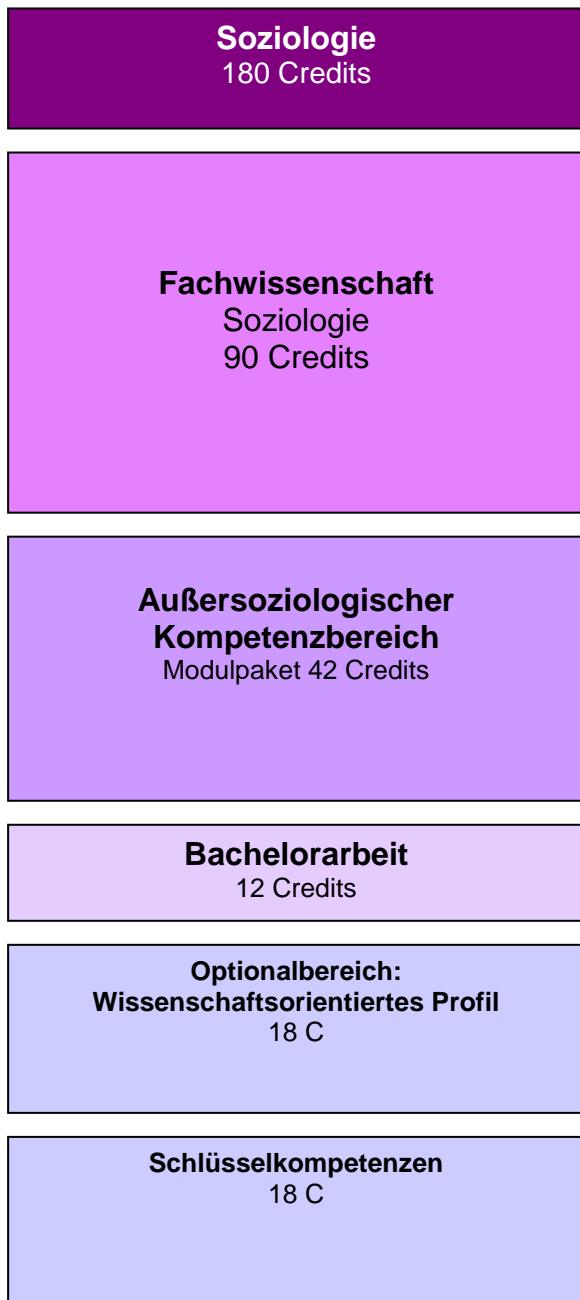 Soziologie
180 Credits
Fachwissenschaft
Soziologie
90 Credits
Außersoziologischer
Kompetenzbereich
Modulpaket 42 Credits
Bachelorarbeit
12 Credits
Optionalbereich:
Wissenschaftsorientiertes Profil
18 C
Schlüsselkompetenzen
18 C